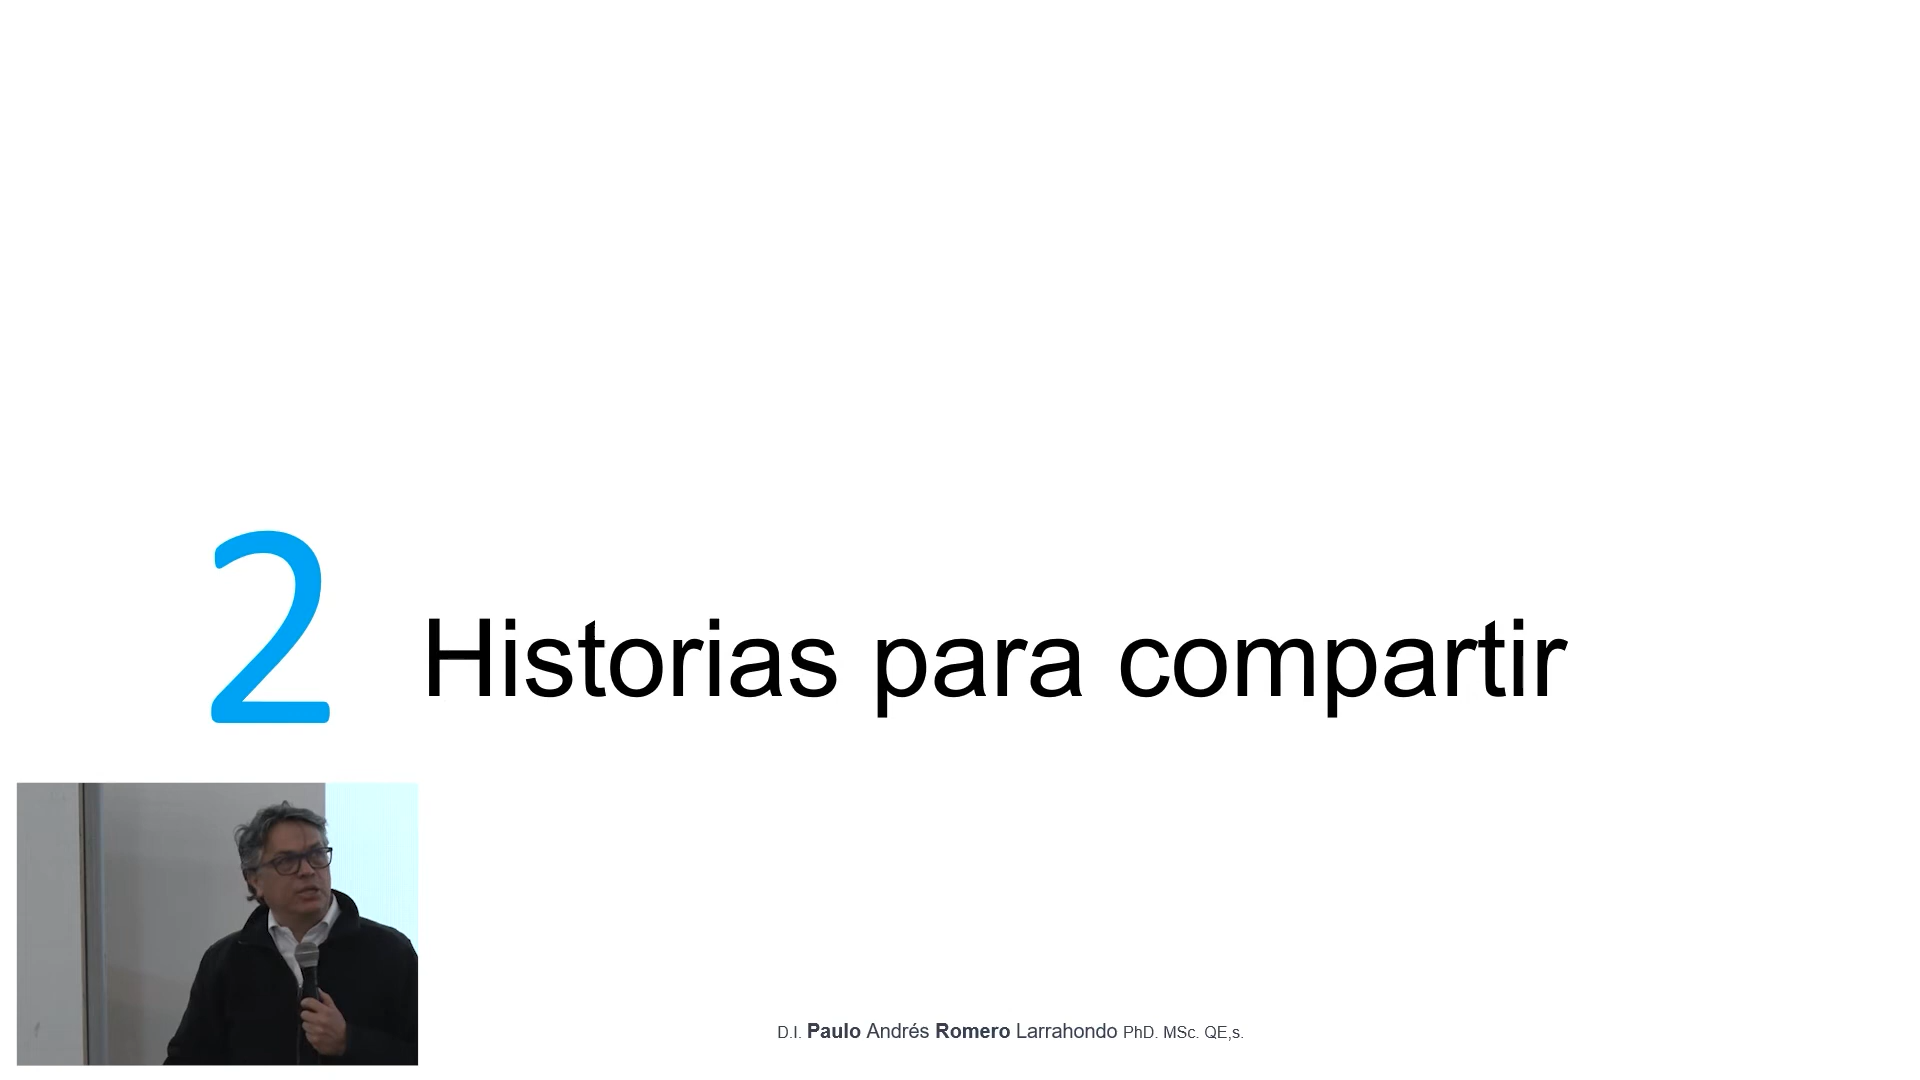 2 Historias para compartir
D.I. Paulo Andrés Romero Larrahondo PhD. MSc. QE,s.